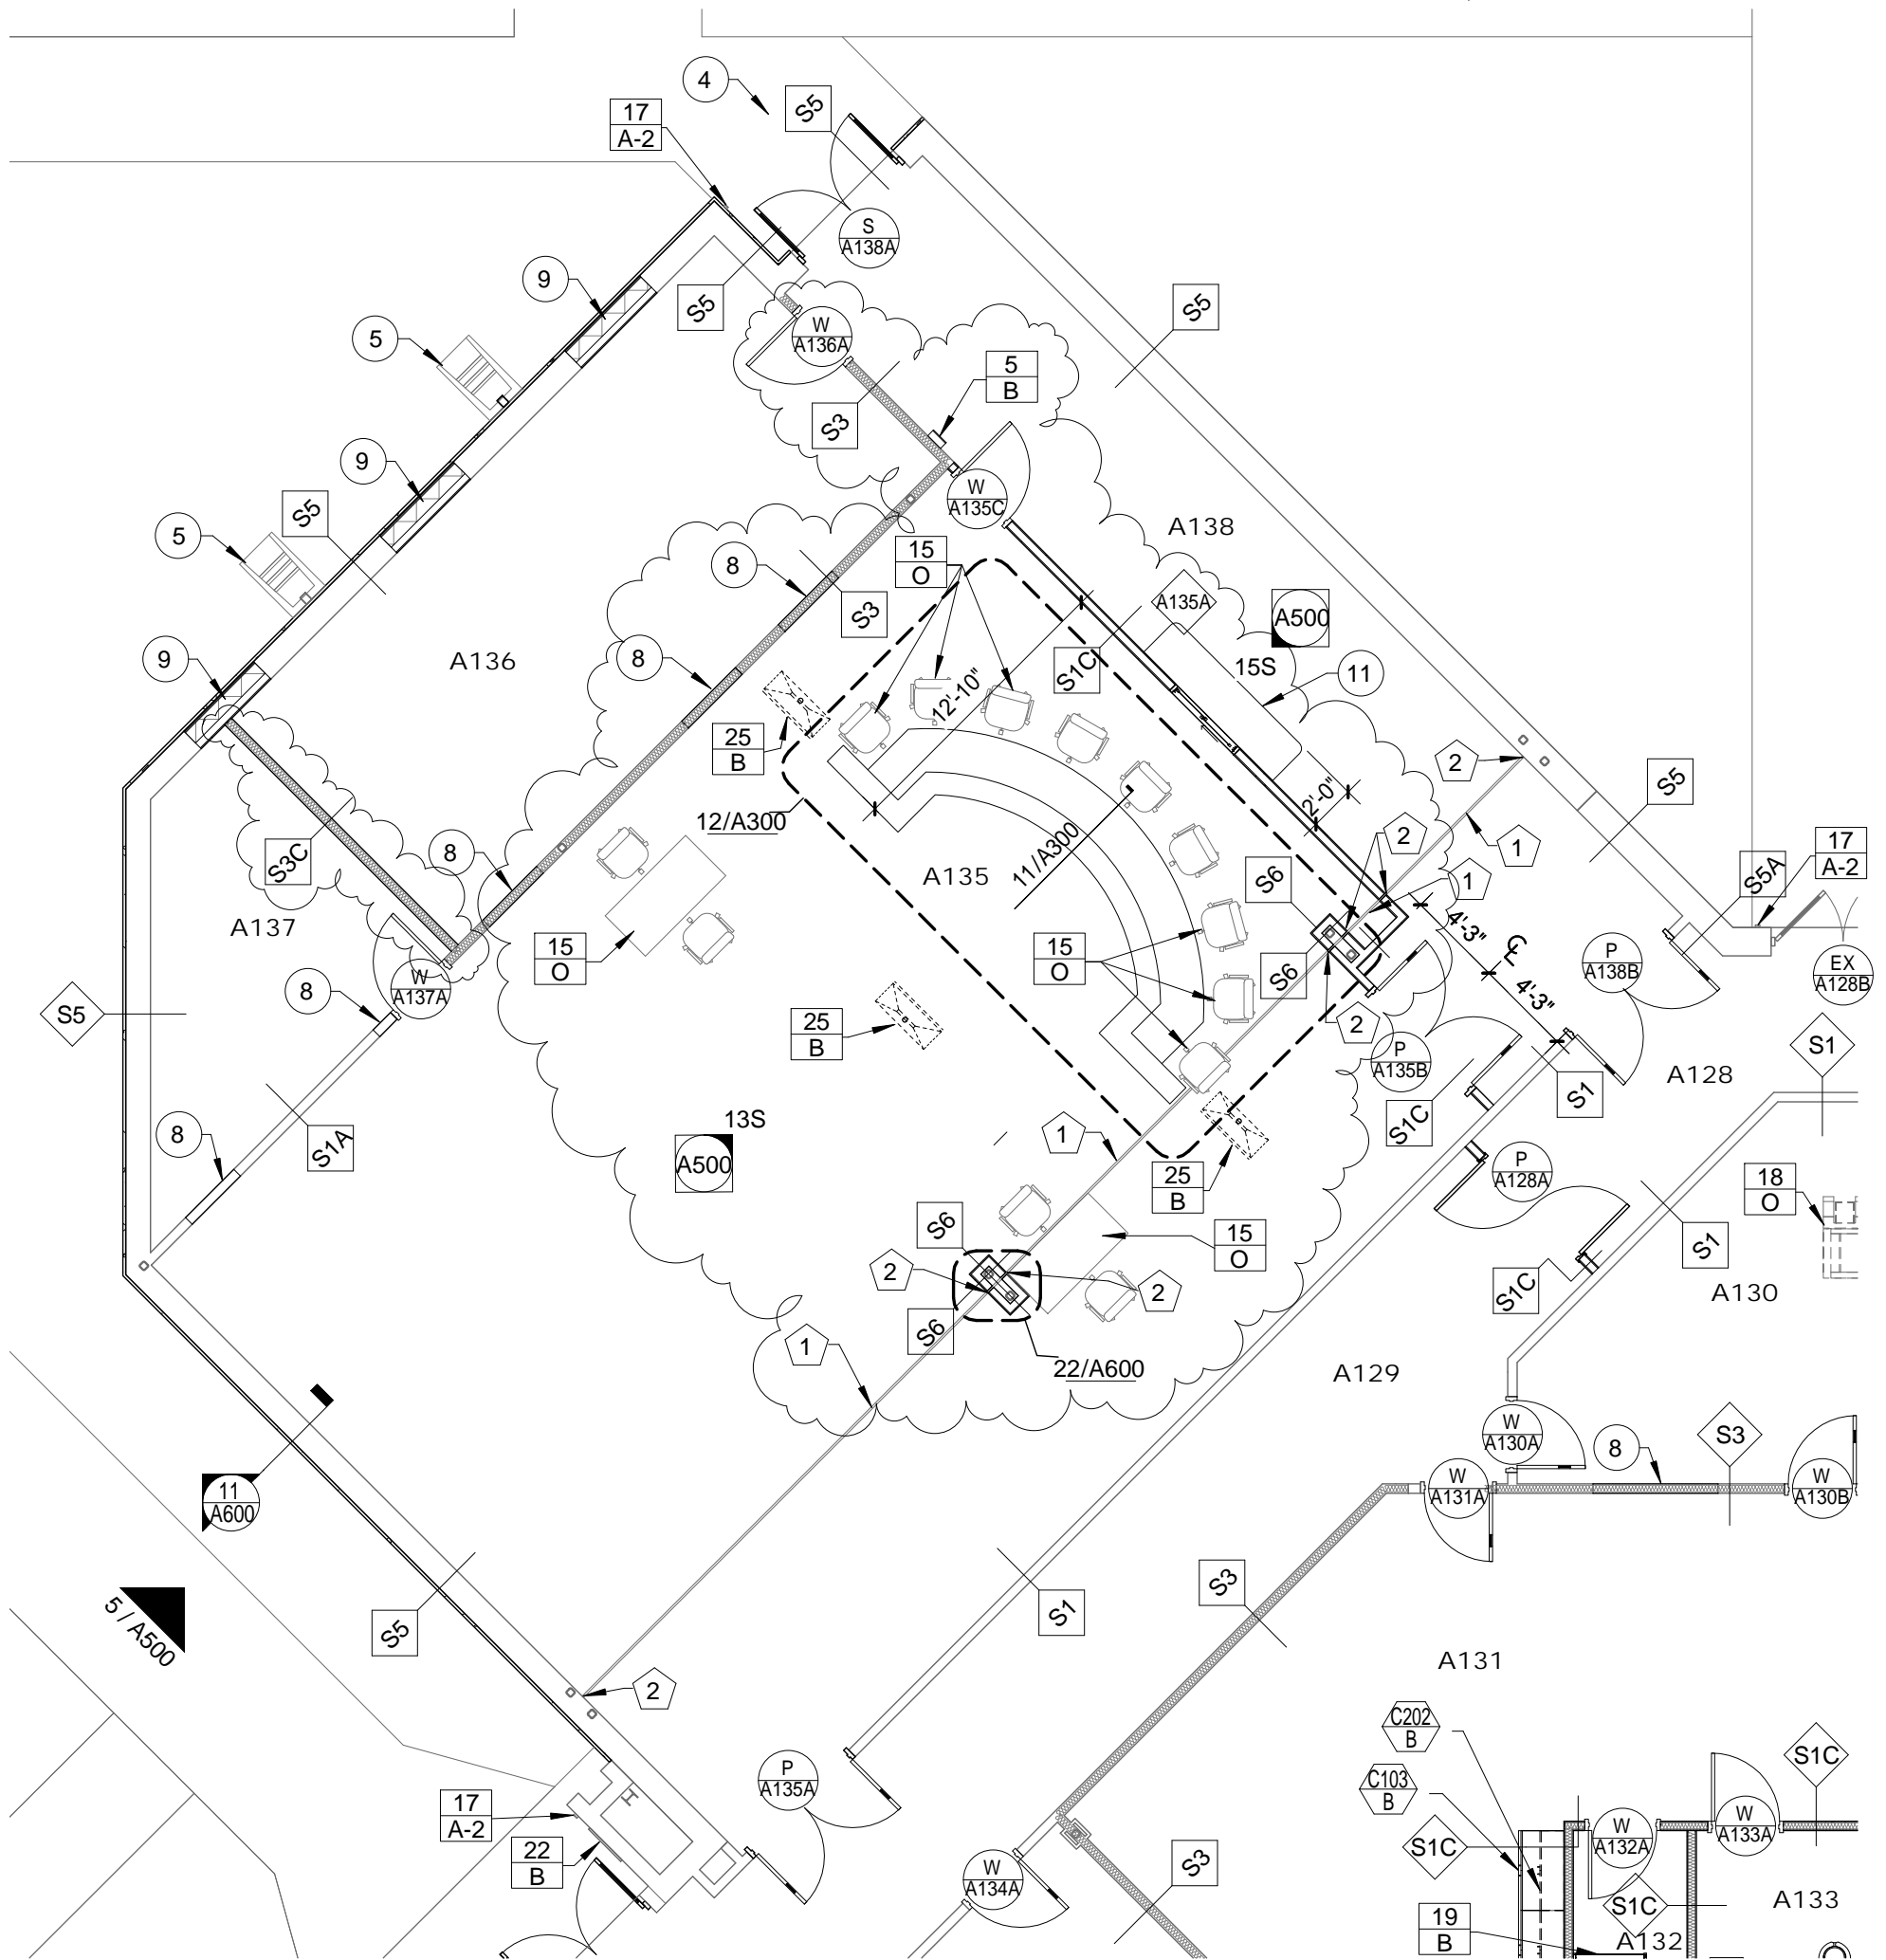 4
S5
17
A-2
S
A138A
9
S5
5
W
A136A
S5
5
B
S3
9
S5
W
A135C
5
A138
15
O
8
S3
A135A
A500
8
A136
9
12'-10"
S1C
15S
11
25
B
2
12/A300
2'-0"
S5
2
1
17
A-2
8
S3C
11/A300
A135
S6
1
S5A
A137
4'-3"
15
O
15
O
S6
℄
P
A138B
EX
A128B
W
A137A
8
4'-3"
S5
25
B
2
P
A135B
S1
A128
S1
13S
8
S1A
1
S1C
A500
P
A128A
25
B
18
O
S6
15
O
S1
2
2
A130
S1C
S6
1
22/A600
A129
W
A130A
8
S3
11
A600
W
A131A
W
A130B
S3
5 / A500
S5
S1
A131
2
C202
B
P
A135A
S1C
C103
B
17
A-2
W
A133A
W
A132A
S1C
22
B
S3
W
A134A
S1C
A133
19
B
A132